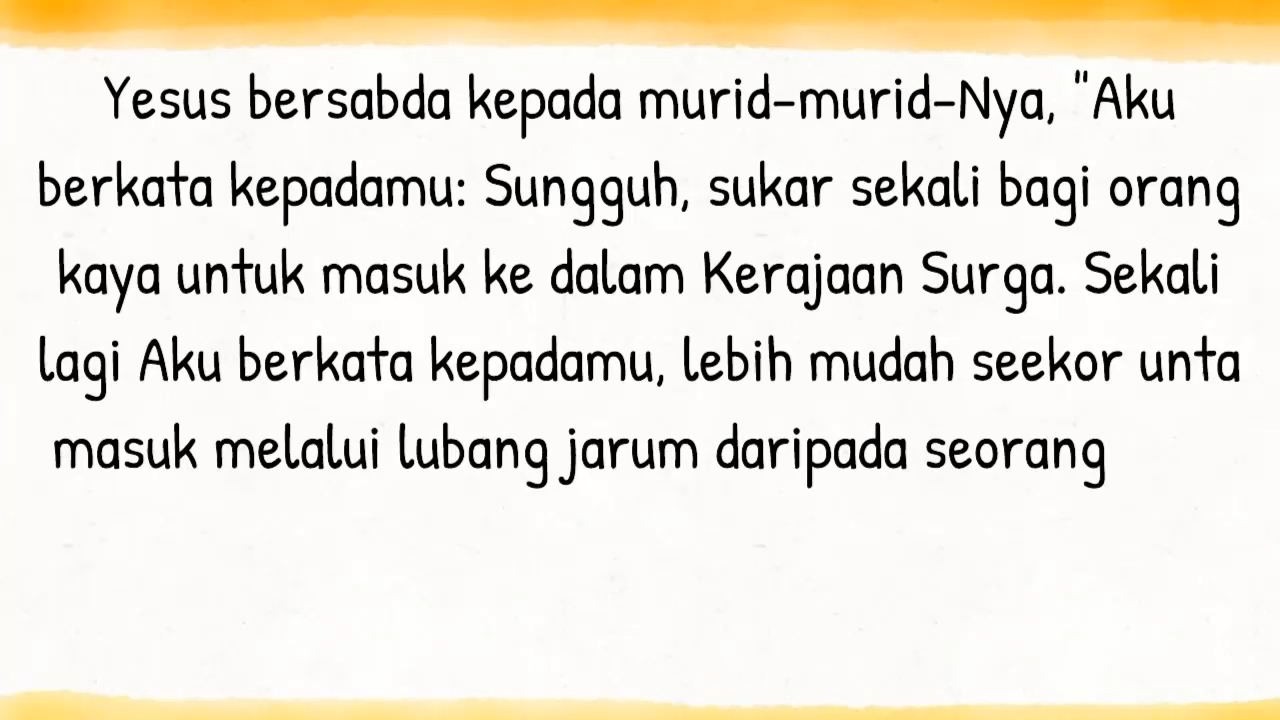 Yesus bersabda kepada murid-murid-Nya, "Aku
berkata kepadamu: Sungguh, sukar sekali bagi orang
kaya untuk masuk ke dalam Kerajaan Surga. Sekali
lagi Aku berkata kepadamu, lebih mudah seekor unta
masuk melalui lubang jarum daripada seorang